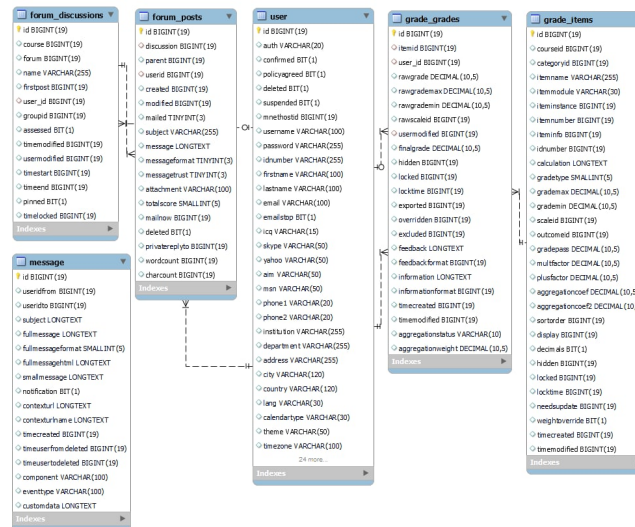 forum_discussions
id BIGINT(19)
course BIGINT(19)
forum BIGINT(19)
name VARCHAR(255)
firstpost BIGINT(19)
user_id BIGINT(19)
groupid BIGINT(19)
assessed BIT(1)
timemodified BIGINT(19)
usermodified BIGINT(19)
timestart BIGINT(19)
timeend BIGINT(19)
pinned BIT(1)
timelocked BIGINT(19)
Indexes
message
id BIGINT(19)
useridfrom BIGINT(19)
useridto BIGINT(19)
subject LONGTEXT
fullmessage LONGTEXT
fullmessageformat SMALLINT(5)
fullmessagehtml LONGTEXT
smallmessage LONGTEXT
notification BIT(1)
contexturl LONGTEXT
contexturlname LONGTEXT
timecreated BIGINT(19)
timeuserfromdeleted BIGINT(19)
timeusertodeleted BIGINT(19)
component VARCHAR(100)
eventtype VARCHAR(100)
customdata LONGTEXT
Indexes
forum_posts
id BIGINT(19)
discussion BIGINT(19)
parent BIGINT(19)
userid BIGINT(19)
created BIGINT(19)
modified BIGINT(19)
mailed TINYINT(3)
subject VARCHAR(255)
message LONGTEXT
messageformat TINYINT(3)
messagetrust TINYINT(3)
attachment VARCHAR(100)
totalscore SMALLINT(5)
mailnow BIGINT(19)
deleted BIT(1)
privatereplyto BIGINT(19)
wordcount BIGINT(19)
charcount BIGINT(19)
Indexes
user
id BIGINT(19)
auth VARCHAR(20)
confirmed BIT(1)
policyagreed BIT(1)
deleted BIT(1)
suspended BIT(1)
mnethostid BIGINT(19)
username VARCHAR(100)
password VARCHAR(255)
idnumber VARCHAR(255)
firstname VARCHAR(100)
lastname VARCHAR(100)
email VARCHAR(100)
emailstop BIT(1)
icq VARCHAR(15)
skype VARCHAR(50)
yahoo VARCHAR(50)
aim VARCHAR(50)
msn VARCHAR(50)
phone1 VARCHAR(20)
phone2 VARCHAR(20)
institution VARCHAR(255)
department VARCHAR(255)
address VARCHAR(255)
city VARCHAR(120)
country VARCHAR(120)
lang VARCHAR(30)
calendartype VARCHAR(30)
theme VARCHAR(50)
timezone VARCHAR(100)
24 more...
Indexes
grade_grades
id BIGINT(19)
itemid BIGINT(19)
user_id BIGINT(19)
rawgrade DECIMAL(10,5)
rawgrademax DECIMAL(10,5)
rawgrademin DECIMAL(10,5)
rawscaleid BIGINT(19)
usermodified BIGINT(19)
finalgrade DECIMAL(10,5)
hidden BIGINT(19)
locked BIGINT(19)
locktime BIGINT(19)
exported BIGINT(19)
overridden BIGINT(19)
excluded BIGINT(19)
feedback LONGTEXT
feedbackformat BIGINT(19)
information LONGTEXT
informationformat BIGINT(19)
timecreated BIGINT(19)
timemodified BIGINT(19)
aggregationstatus VARCHAR(10)
aggregationweight DECIMAL(10,5)
Indexes
grade_items
id BIGINT(19)
courseid BIGINT(19)
categoryid BIGINT(19)
itemname VARCHAR(255)
itemmodule VARCHAR(30)
iteminstance BIGINT(19)
itemnumber BIGINT(19)
iteminfo BIGINT(19)
idnumber BIGINT(19)
calculation LONGTEXT
gradetype SMALLINT(5)
grademax DECIMAL(10,5)
grademin DECIMAL(10,5)
scaleid BIGINT(19)
outcomeid BIGINT(19)
gradepass DECIMAL(10,5)
multfactor DECIMAL(10,5)
plusfactor DECIMAL(10,5)
aggregationcoef DECIMAL(10,5
aggregationcoef2 DECIMAL(10,
sortorder BIGINT(19)
display BIGINT(19)
decimals BIT(1)
hidden BIGINT(19)
locked BIGINT(19)
locktime BIGINT(19)
needsupdate BIGINT(19)
weightoverride BIT(1)
timecreated BIGINT(19)
timemodified BIGINT(19)
Indexes